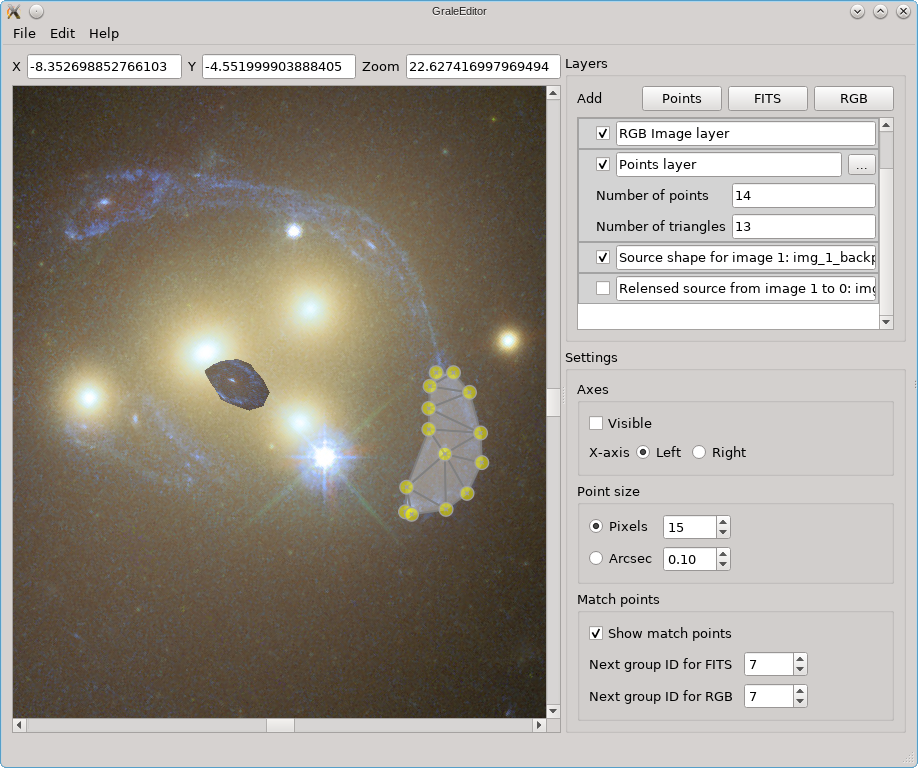 GraleEditor
File Edit Help
X -8.352698852766103 Y -4.551999903888405 Zoom 22.627416997969494
Layers
Add Points FITS RGB
RGB Image layer
Points layer ...
Number of points 14
Number of triangles 13
Source shape for image 1: img_1_backp
Relensed source from image 1 to 0: img
Settings
Axes
Visible
X-axis Left Right
Point size
Pixels 15
Arcsec 0.10
Match points
Show match points
Next group ID for FITS 7
Next group ID for RGB 7